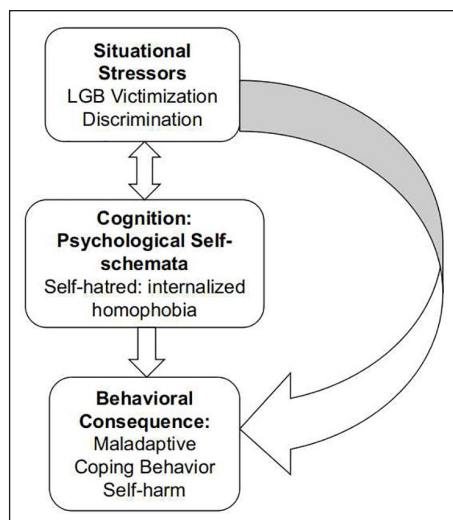 Situational
Stressors
LGB Victimization
Discrimination
Cognition:
Psychological Self-
schemata
Self-hatred: internalized
homophobia
Behavioral
Consequence:
Maladaptive
Coping Behavior
Self-harm